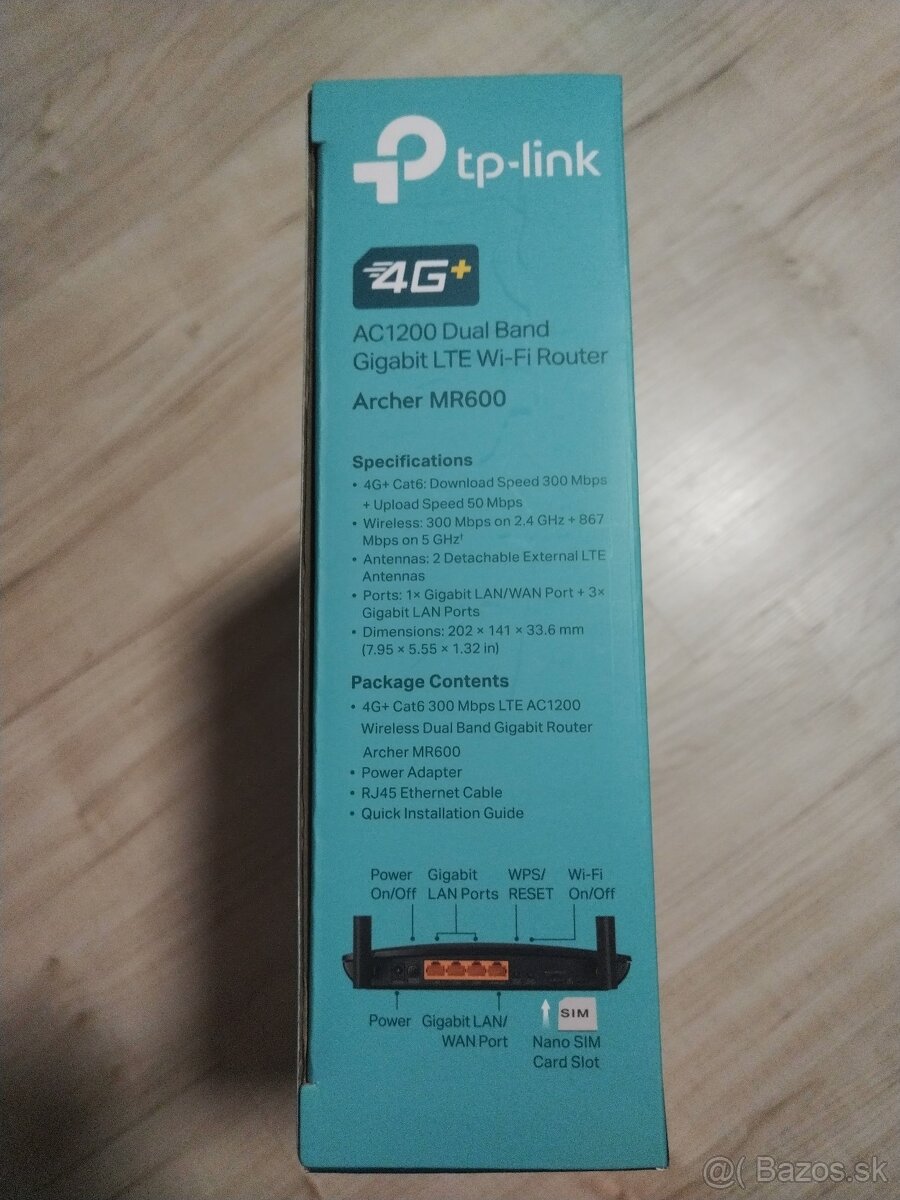 tp-link
4G+
AC1200 Dual Band
Gigabit LTE Wi-Fi Router
Archer MR600
Specifications
• 4G+ Cat6: Download Speed 300 Mbps
+ Upload Speed 50 Mbps
• Wireless: 300 Mbps on 2.4 GHz + 867
Mbps on 5 GHz†
• Antennas: 2 Detachable External LTE
Antennas
• Ports: 1× Gigabit LAN/WAN Port + 3×
Gigabit LAN Ports
• Dimensions: 202 × 141 × 33.6 mm
(7.95 × 5.55 × 1.32 in)
Package Contents
• 4G+ Cat6 300 Mbps LTE AC1200
Wireless Dual Band Gigabit Router
Archer MR600
• Power Adapter
• RJ45 Ethernet Cable
• Quick Installation Guide
Power Gigabit WPS/ Wi-Fi
On/Off LAN Ports RESET On/Off
SIM
Power Gigabit LAN/ Nano SIM
WAN Port Card Slot
@( Bazos.sk